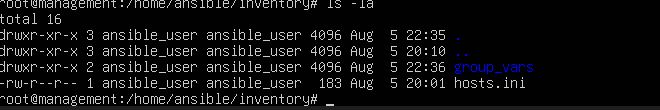 root@management:/home/ansible/inventory# ls -la
total 16
drwxr-xr-x 3 ansible_user ansible_user 4096 Aug  5 22:35 .
drwxr-xr-x 3 ansible_user ansible_user 4096 Aug  5 20:10 ..
drwxr-xr-x 2 ansible_user ansible_user 4096 Aug  5 22:36 group_vars
-rw-r--r-- 1 ansible_user ansible_user  183 Aug  5 20:01 hosts.ini
root@management:/home/ansible/inventory# _